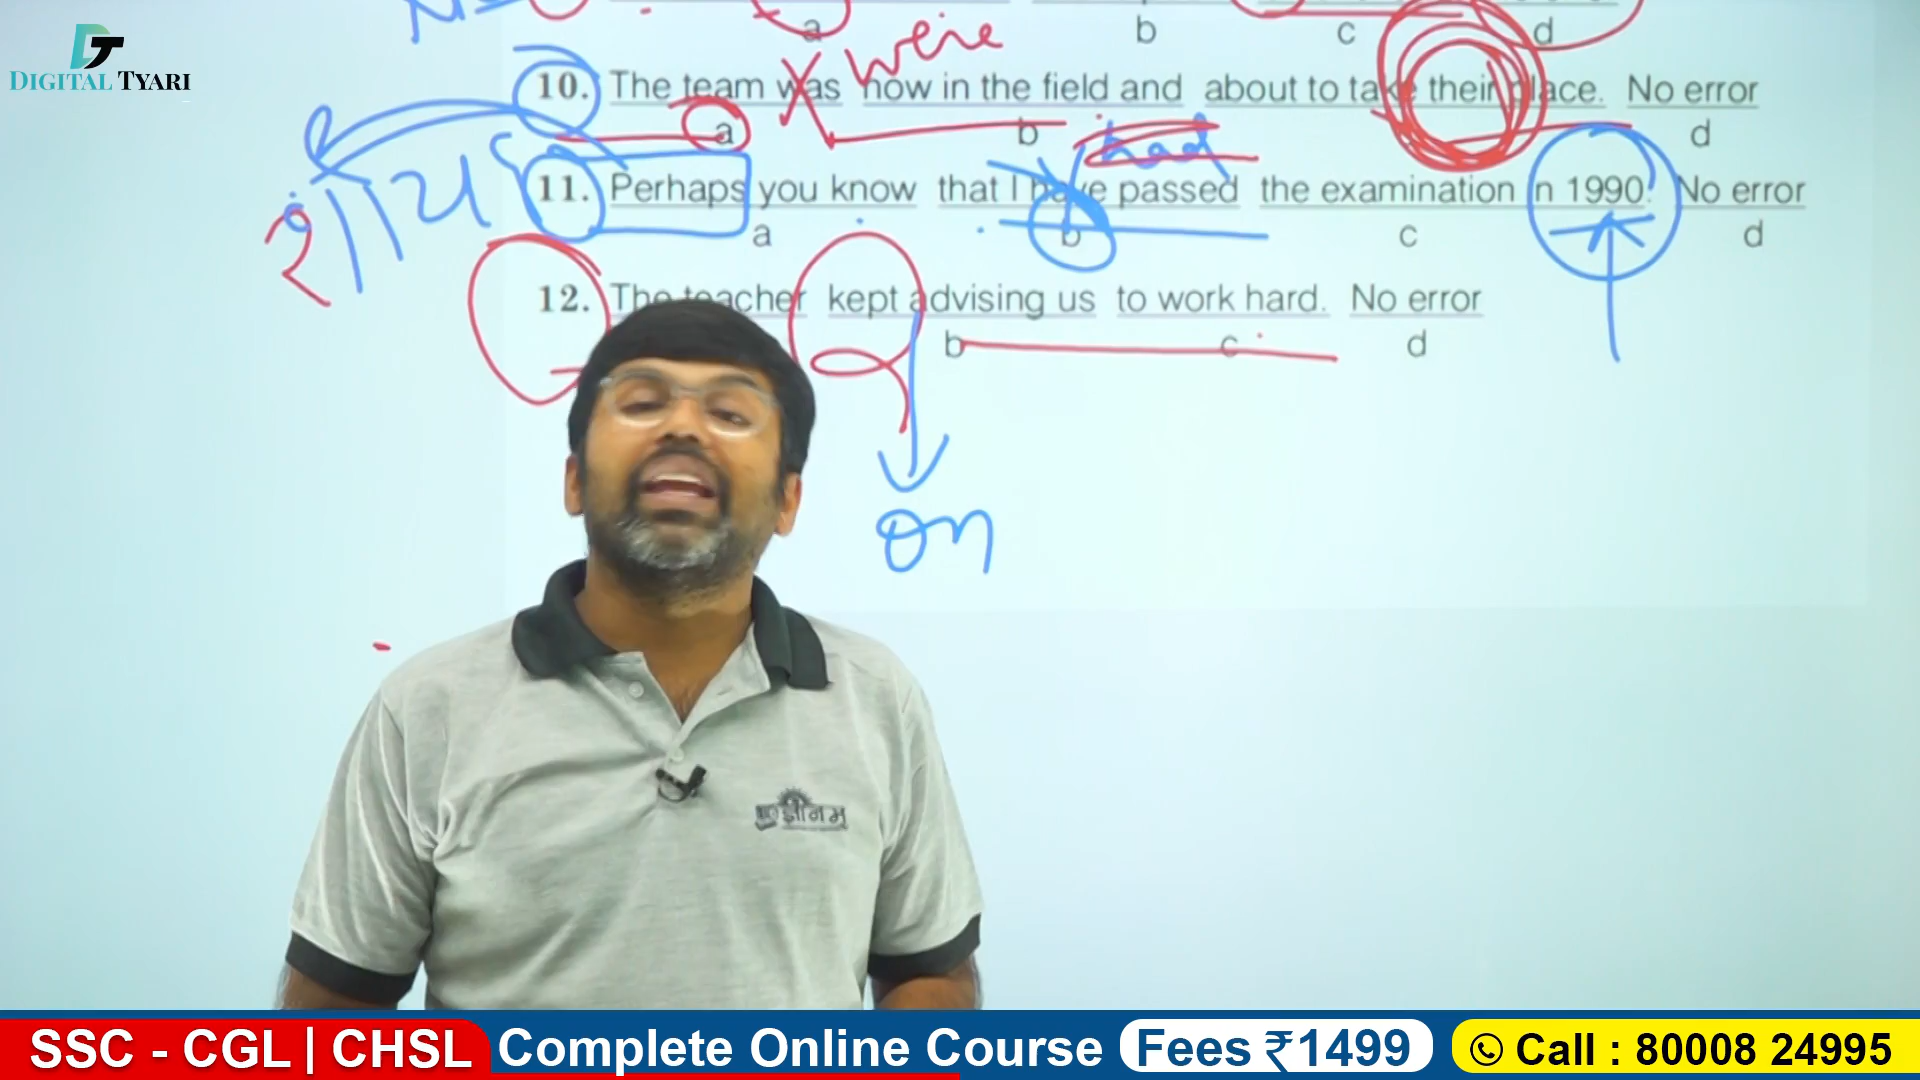 DIGITAL TYARI
a b c d
were
10. The team was now in the field and about to take their place. No error
a b d
had
11. Perhaps you know that I have passed the examination in 1990. No error
a b c d
शायद
12. The teacher kept advising us to work hard. No error
b c d
on
SSC - CGL | CHSL Complete Online Course Fees ₹1499 Call : 80008 24995